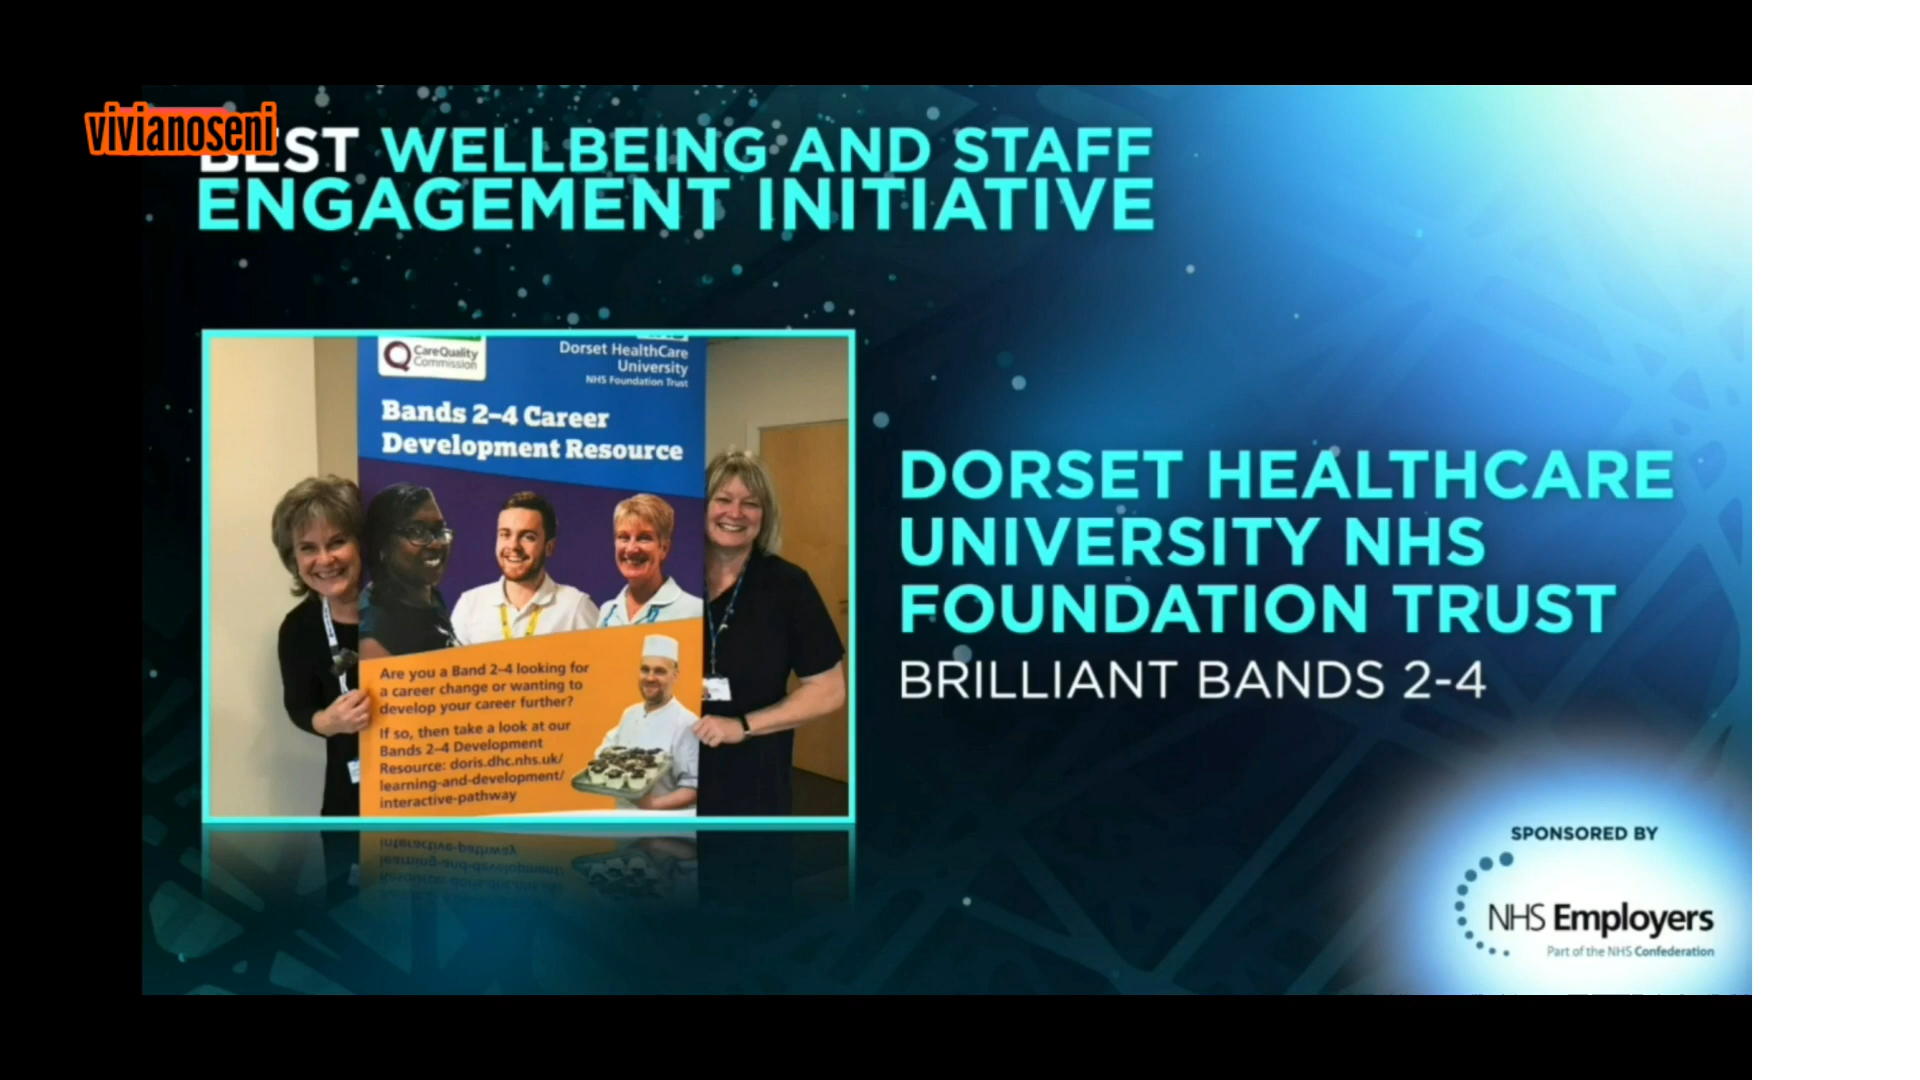 vivianoseni
BEST WELLBEING AND STAFF
ENGAGEMENT INITIATIVE
CareQuality
Commission
Dorset HealthCare
University
NHS Foundation Trust
Bands 2–4 Career
Development Resource
Are you a Band 2–4 looking for
a career change or wanting to
develop your career further?
If so, then take a look at our
Bands 2–4 Development
Resource: doris.dhc.nhs.uk/
learning-and-development/
interactive-pathway
DORSET HEALTHCARE
UNIVERSITY NHS
FOUNDATION TRUST
BRILLIANT BANDS 2-4
SPONSORED BY
NHS Employers
Part of the NHS Confederation